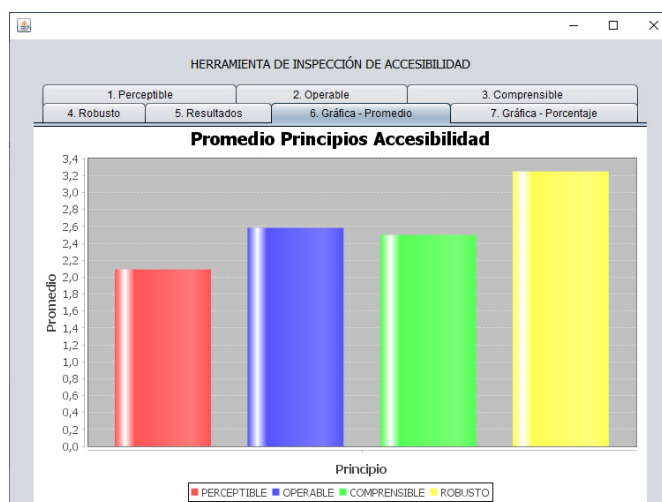 HERRAMIENTA DE INSPECCIÓN DE ACCESIBILIDAD
1. Perceptible 2. Operable 3. Comprensible
4. Robusto 5. Resultados 6. Gráfica - Promedio 7. Gráfica - Porcentaje
Promedio Principios Accesibilidad
Promedio
3,4
3,2
3,0
2,8
2,6
2,4
2,2
2,0
1,8
1,6
1,4
1,2
1,0
0,8
0,6
0,4
0,2
0,0
Principio
PERCEPTIBLE OPERABLE COMPRENSIBLE ROBUSTO